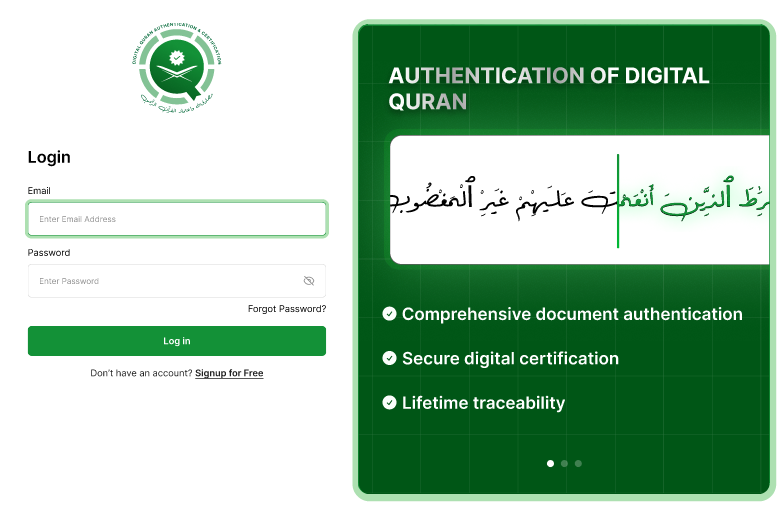 DIGITAL QURAN AUTHENTICATION & CERTIFICATION
Login
Email
Enter Email Address
Password
Enter Password
Forgot Password?
Log in
Don't have an account? Signup for Free
AUTHENTICATION OF DIGITAL
QURAN
رَٰطَ ٱلَّذِينَ أَنْعَمْتَ عَلَيْهِمْ غَيْرِ ٱلْمَغْضُوبِ
Comprehensive document authentication
Secure digital certification
Lifetime traceability